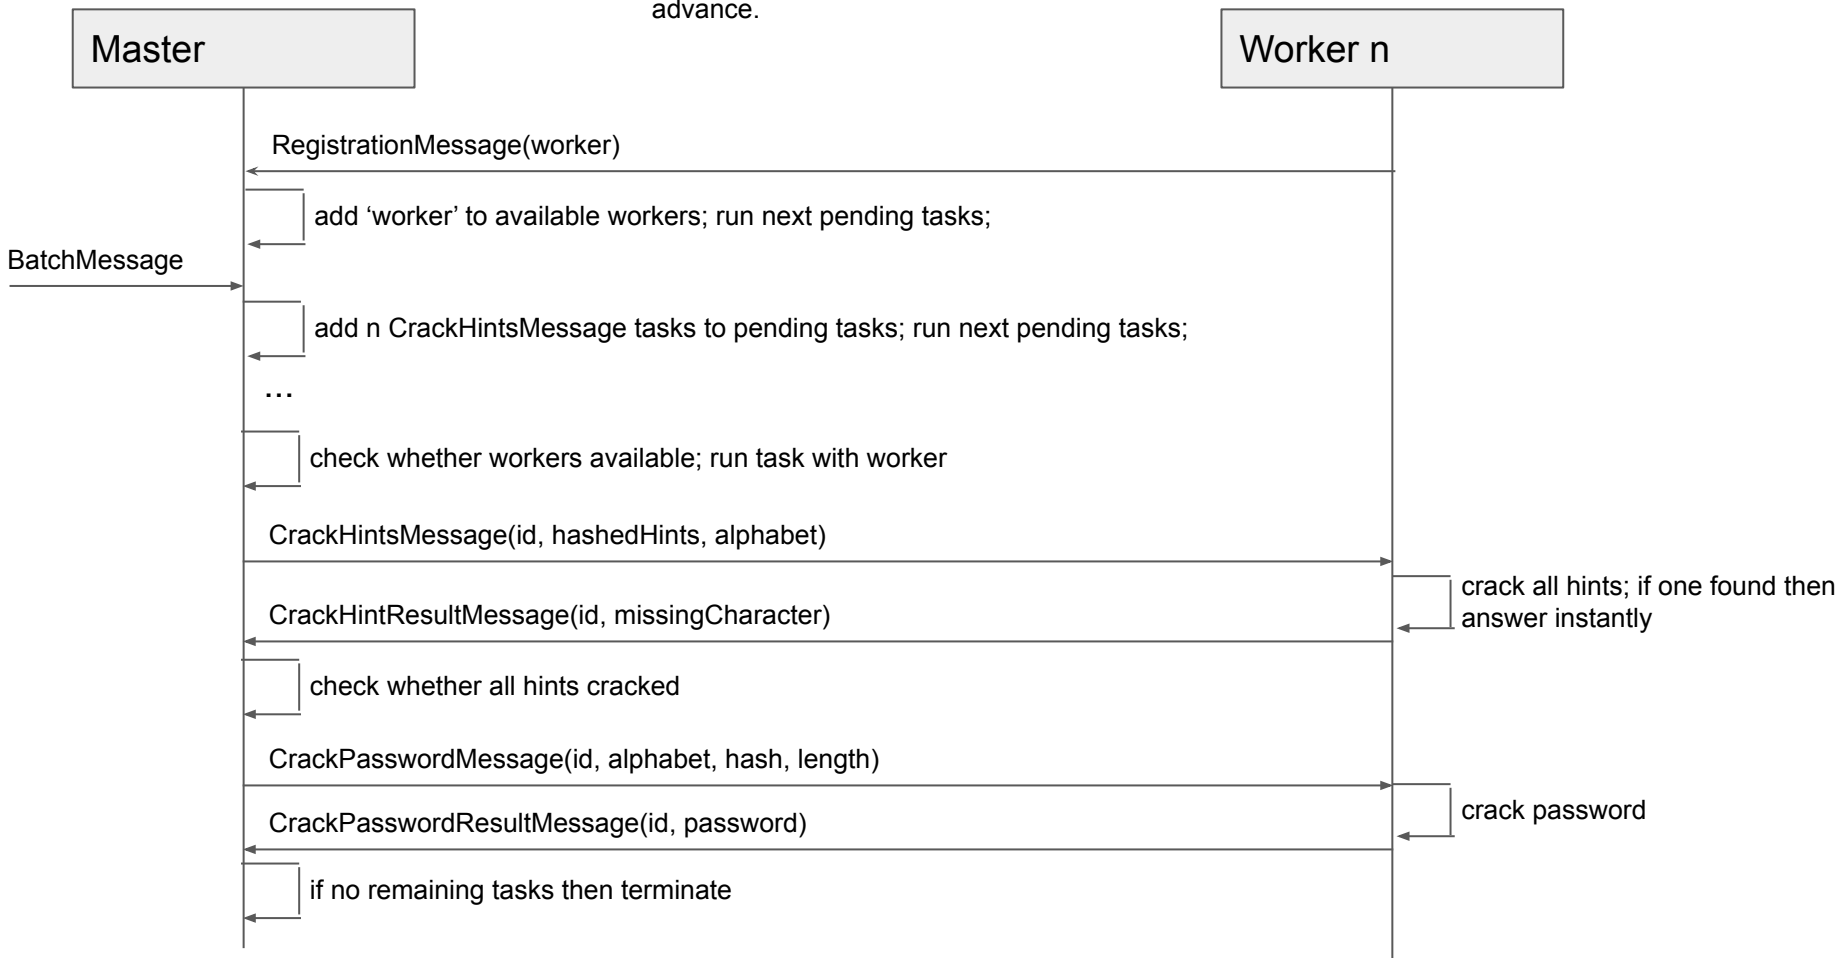 advance.
Master
Worker n
RegistrationMessage(worker)
add ‘worker’ to available workers; run next pending tasks;
BatchMessage
add n CrackHintsMessage tasks to pending tasks; run next pending tasks;
...
check whether workers available; run task with worker
CrackHintsMessage(id, hashedHints, alphabet)
crack all hints; if one found then
answer instantly
CrackHintResultMessage(id, missingCharacter)
check whether all hints cracked
CrackPasswordMessage(id, alphabet, hash, length)
crack password
CrackPasswordResultMessage(id, password)
if no remaining tasks then terminate